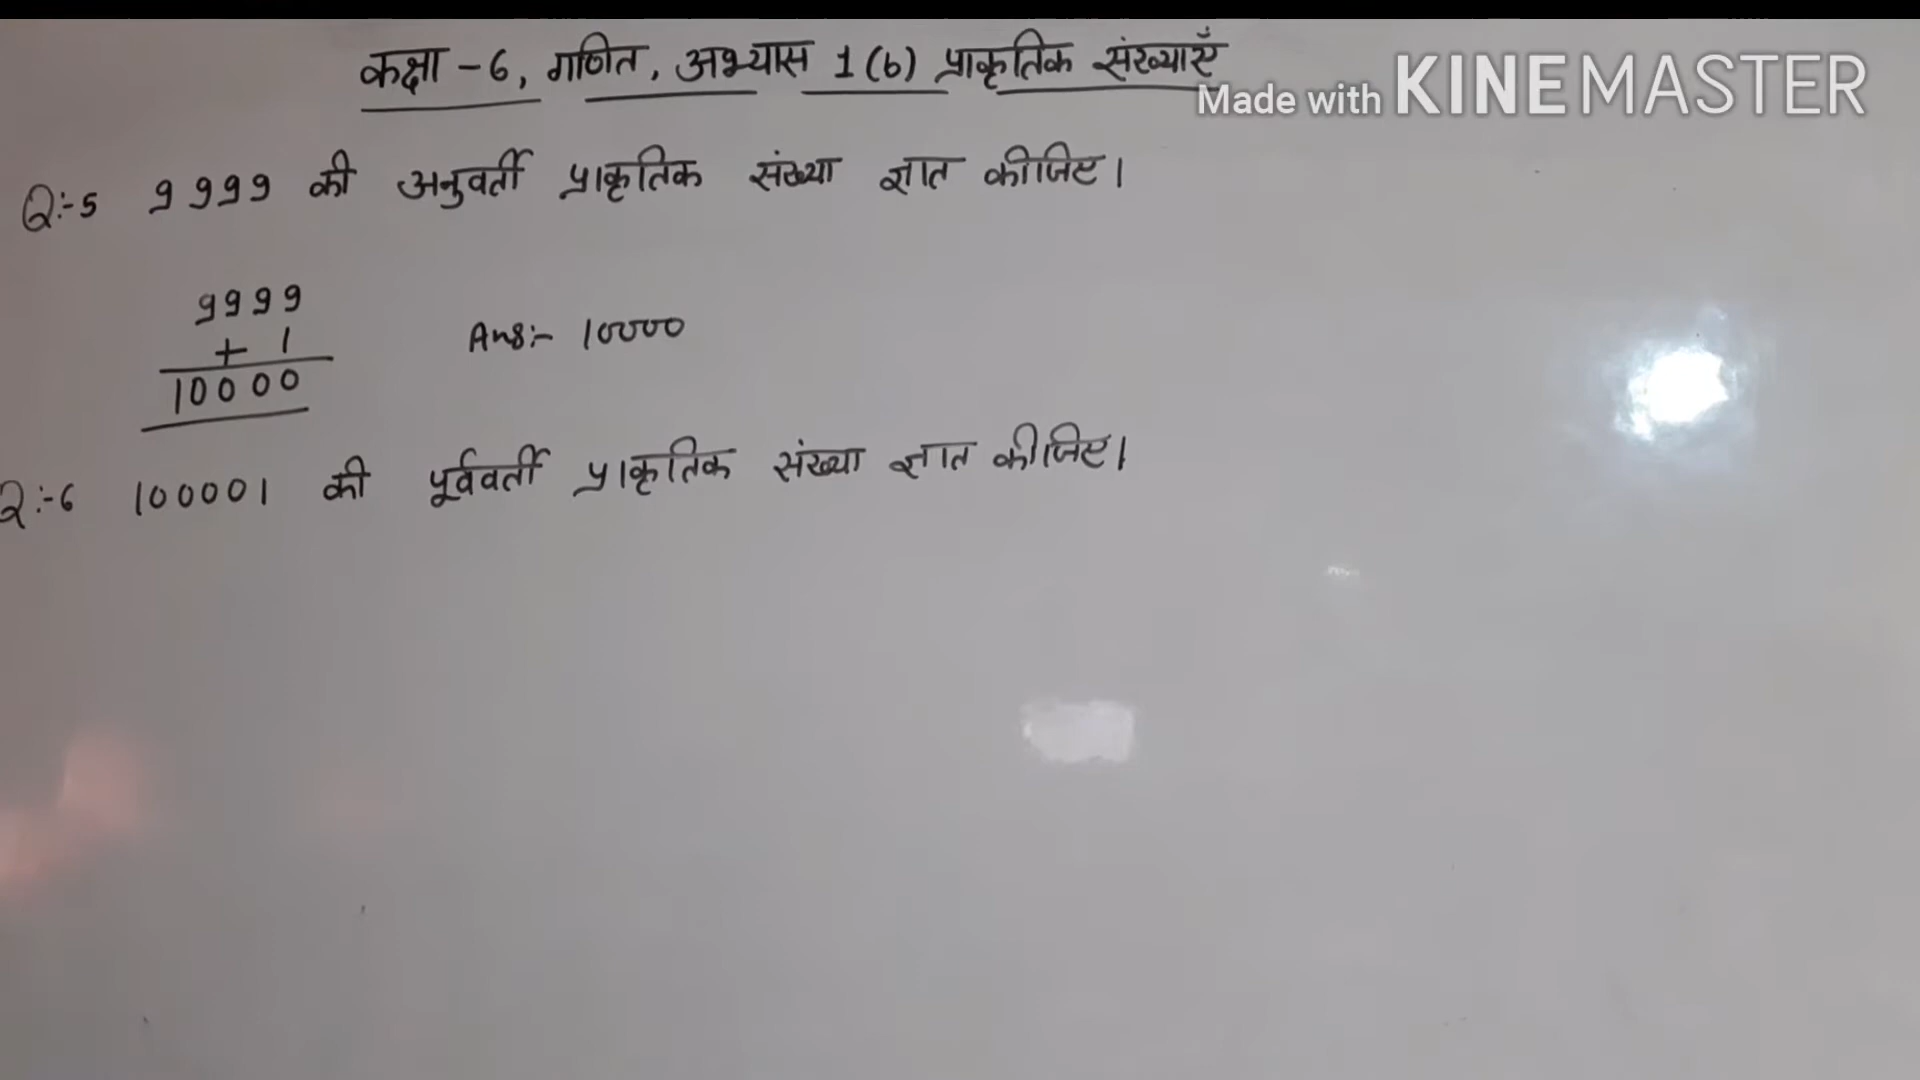 कक्षा - 6, गणित, अभ्यास 1 (b) प्राकृतिक संख्याएँ
Made with KINEMASTER
Q:-5 9999 की अनुवर्ती प्राकृतिक संख्या ज्ञात कीजिए।
9999
+ 1
10000
Ans:- 10000
Q:-6 100001 की पूर्ववर्ती प्राकृतिक संख्या ज्ञात कीजिए।